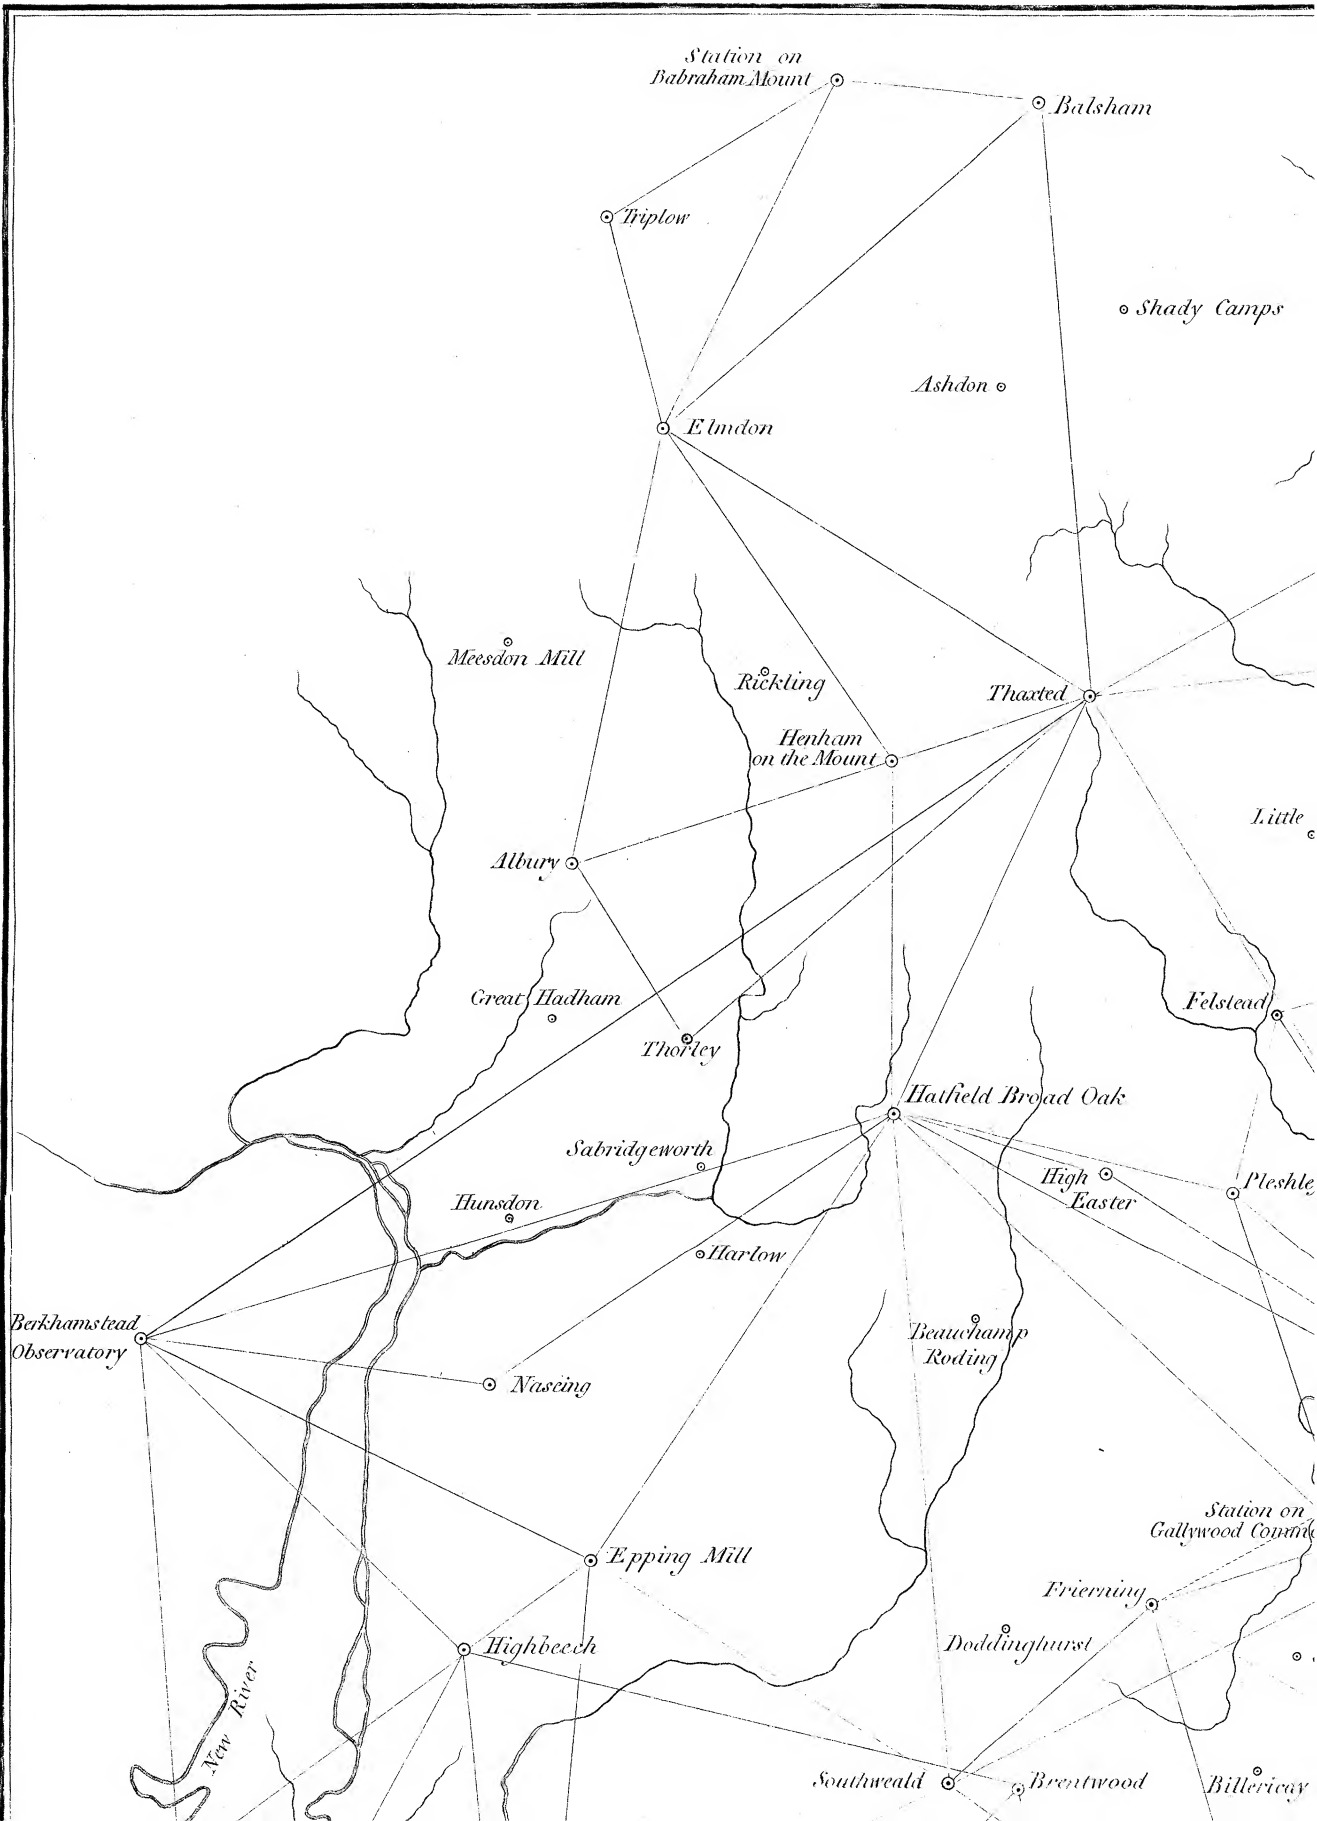 Station on
Babraham Mount
Balsham
Triplow
Shady Camps
Ashdon
Elmdon
Meesdon Mill
Rickling
Thaxted
Henham
on the Mount
Little
Albury
Great Hadham
Felstead
Thorley
Hatfield Broad Oak
Sabridgeworth
High
Easter
Pleshle
Hunsdon
Harlow
Berkhamstead
Observatory
Beauchamp
Roding
Naseing
Station on
Gallywood Comm
Epping Mill
Frierning
Highbeech
Doddinghurst
New River
Southweald
Brentwood
Billericay